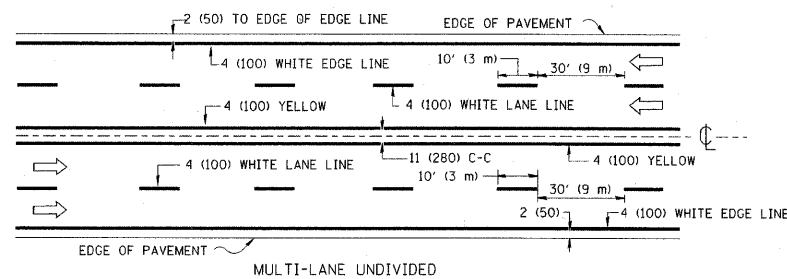 2 (50) TO EDGE OF EDGE LINE
EDGE OF PAVEMENT
4 (100) WHITE EDGE LINE
10' (3 m)
30' (9 m)
4 (100) YELLOW
4 (100) WHITE LANE LINE
CL
4 (100) WHITE LANE LINE
11 (280) C-C
4 (100) YELLOW
10' (3 m)
30' (9 m)
2 (50)
4 (100) WHITE EDGE LINE
EDGE OF PAVEMENT
MULTI-LANE UNDIVIDED